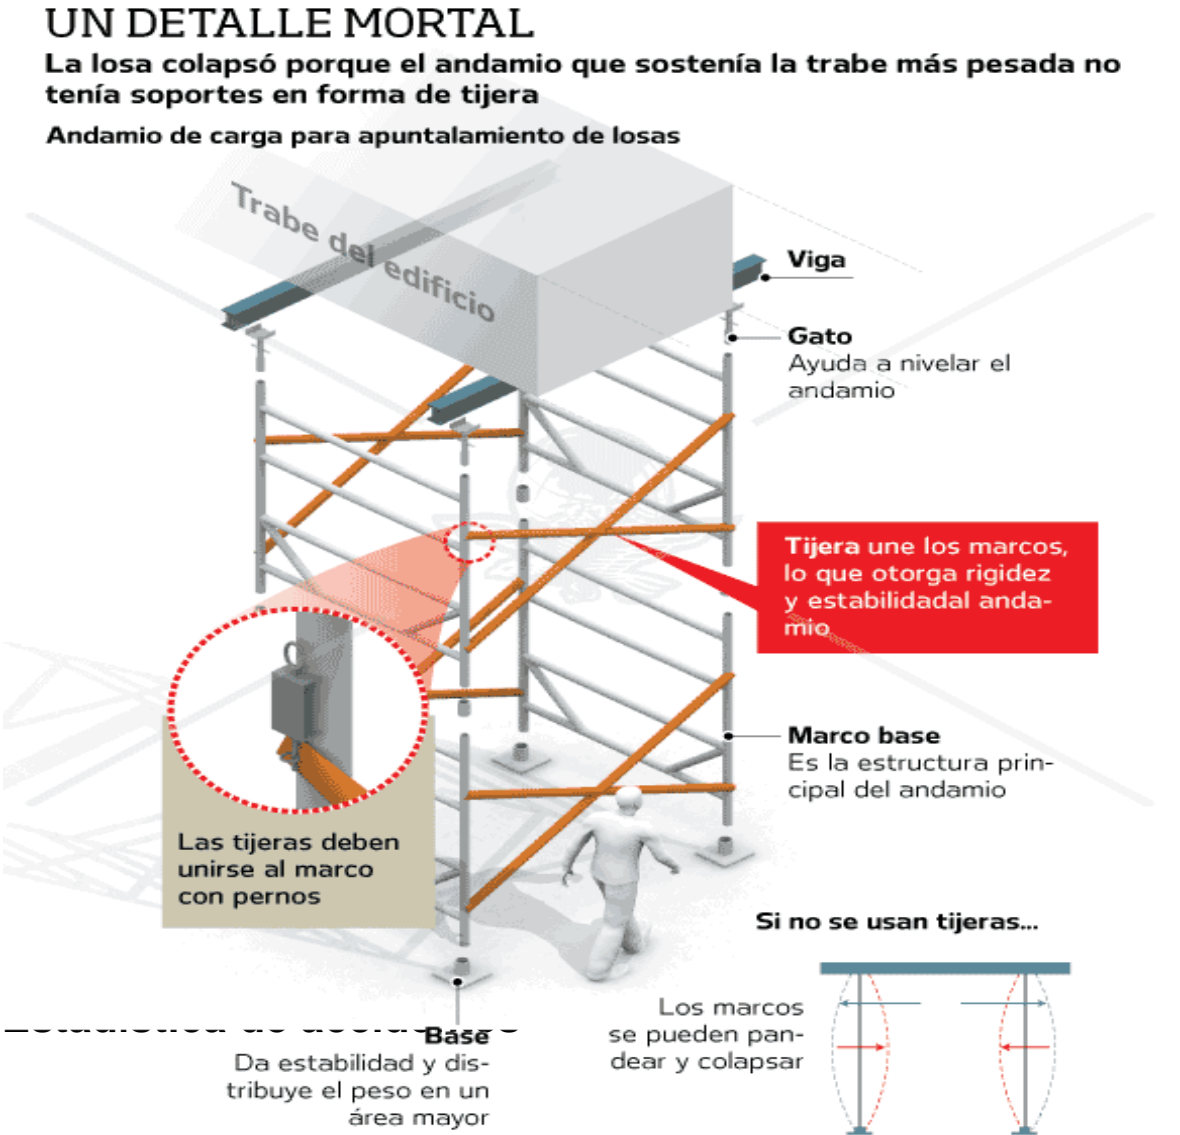 UN DETALLE MORTAL
La losa colapsó porque el andamio que sostenía la trabe más pesada no
tenía soportes en forma de tijera
Andamio de carga para apuntalamiento de losas
Trabe del edificio
Viga
Gato
Ayuda a nivelar el
andamio
Tijera une los marcos,
lo que otorga rigidez
y estabilidadal anda-
mio
Marco base
Es la estructura prin-
cipal del andamio
Las tijeras deben
unirse al marco
con pernos
Si no se usan tijeras...
Los marcos
se pueden pan-
dear y colapsar
Base
Da estabilidad y dis-
tribuye el peso en un
área mayor